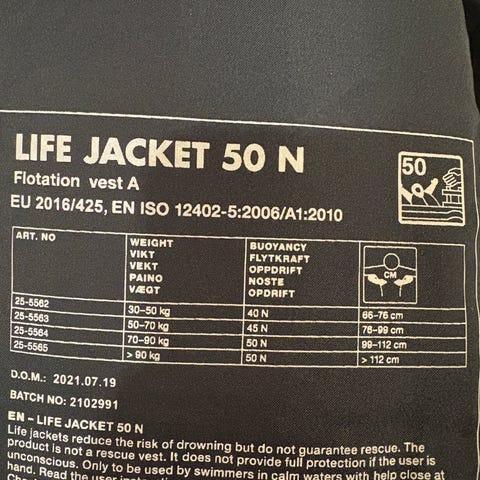 LIFE JACKET 50 N
50
Flotation vest A
EU 2016/425, EN ISO 12402-5:2006/A1:2010
ART. NO
WEIGHT
VIKT
VEKT
PAINO
VÆGT
BUOYANCY
FLYTKRAFT
OPPDRIFT
NOSTE
OPDRIFT
CM
25-5562 30-50 kg 40 N 66-76 cm
25-5563 50-70 kg 45 N 76-99 cm
25-5564 70-90 kg 50 N 99-112 cm
25-5565 > 90 kg 50 N > 112 cm
D.O.M.: 2021.07.19
BATCH NO: 2102991
EN – LIFE JACKET 50 N
Life jackets reduce the risk of drowning but do not guarantee rescue. The
product is not a rescue vest. It does not provide full protection if the user is
unconscious. Only to be used by swimmers in calm waters with help close at
hand. Read the user